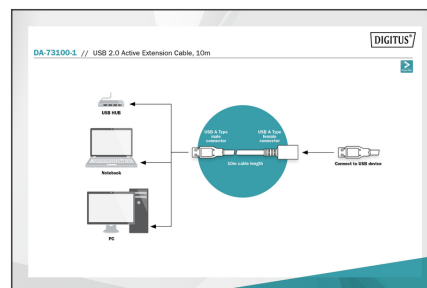 DIGITUS®
DA-73100-1 // USB 2.0 Active Extension Cable, 10m
USB HUB
USB A Type
male
connector
USB A Type
female
connector
10m cable length
Notebook
Connect to USB device
PC